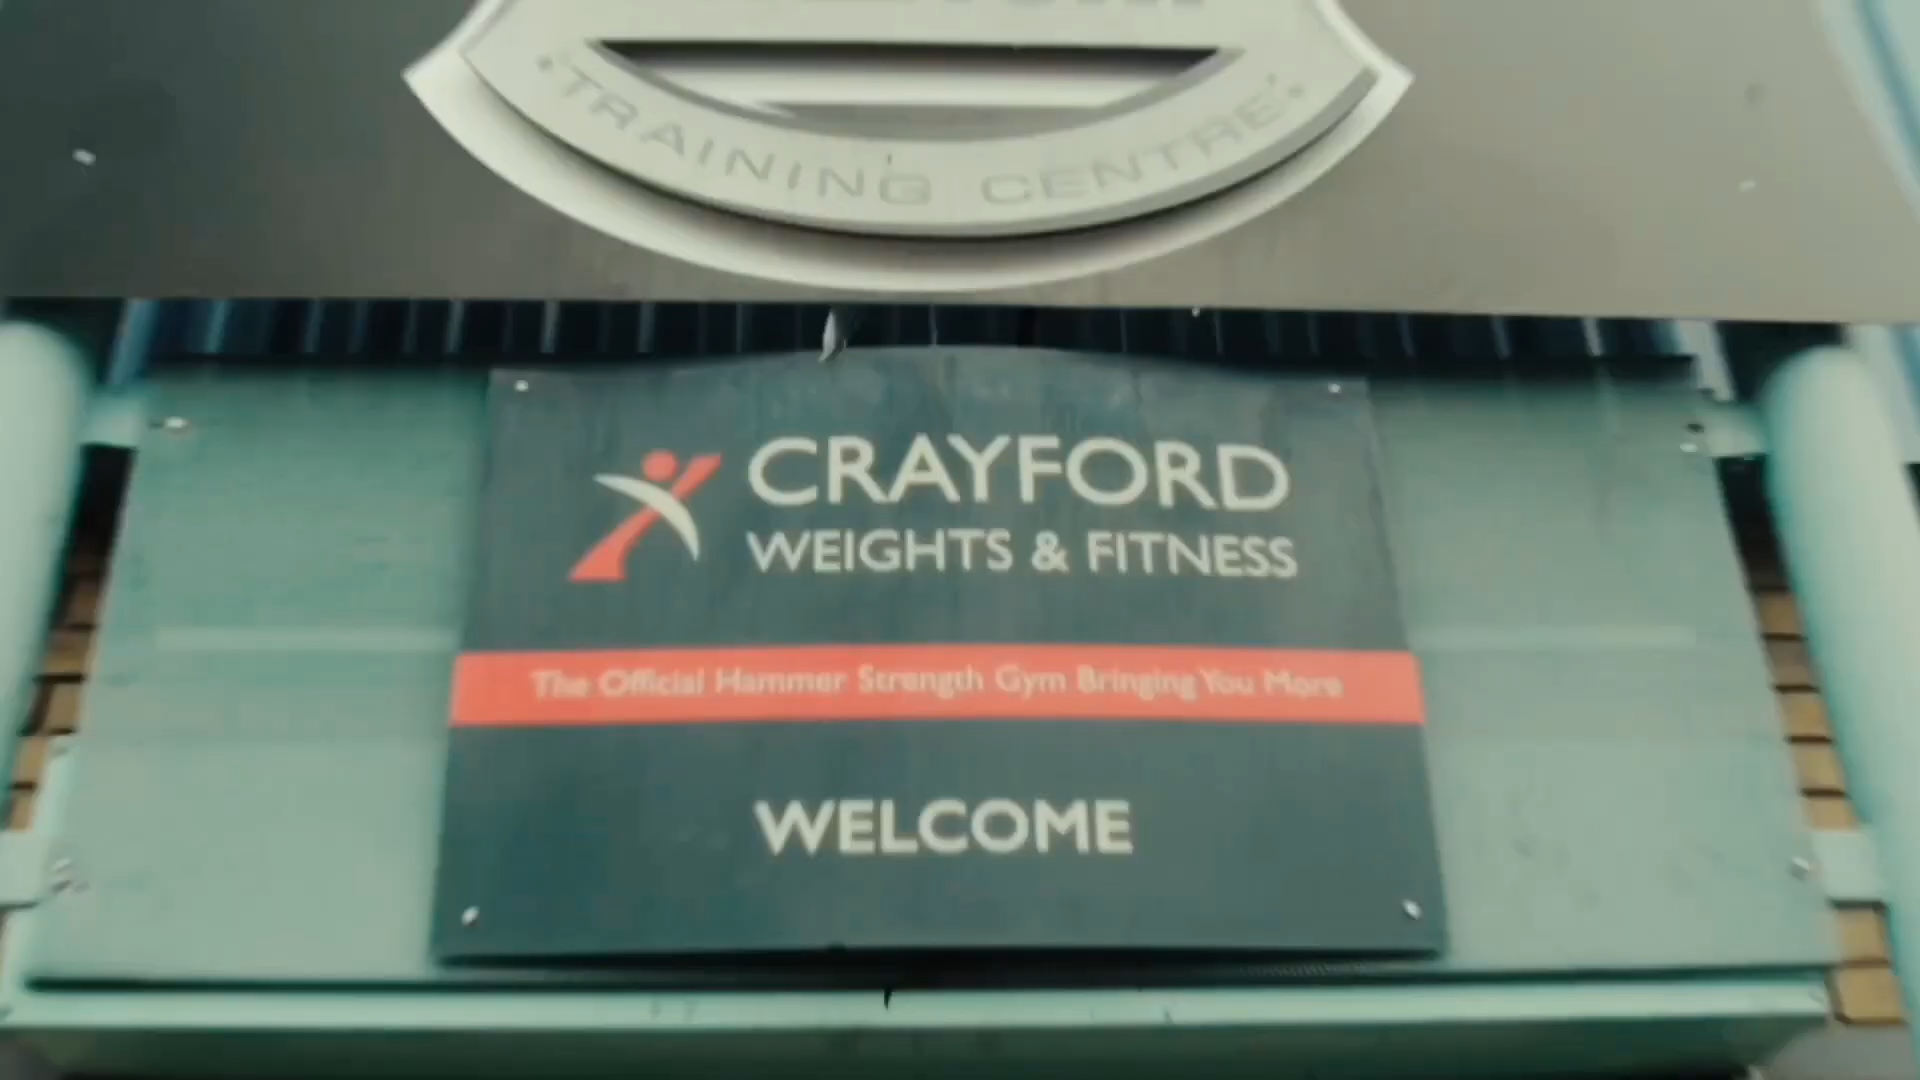 TRAINING CENTRE
CRAYFORD
WEIGHTS & FITNESS
The Official Hammer Strength Gym Bringing You More
WELCOME